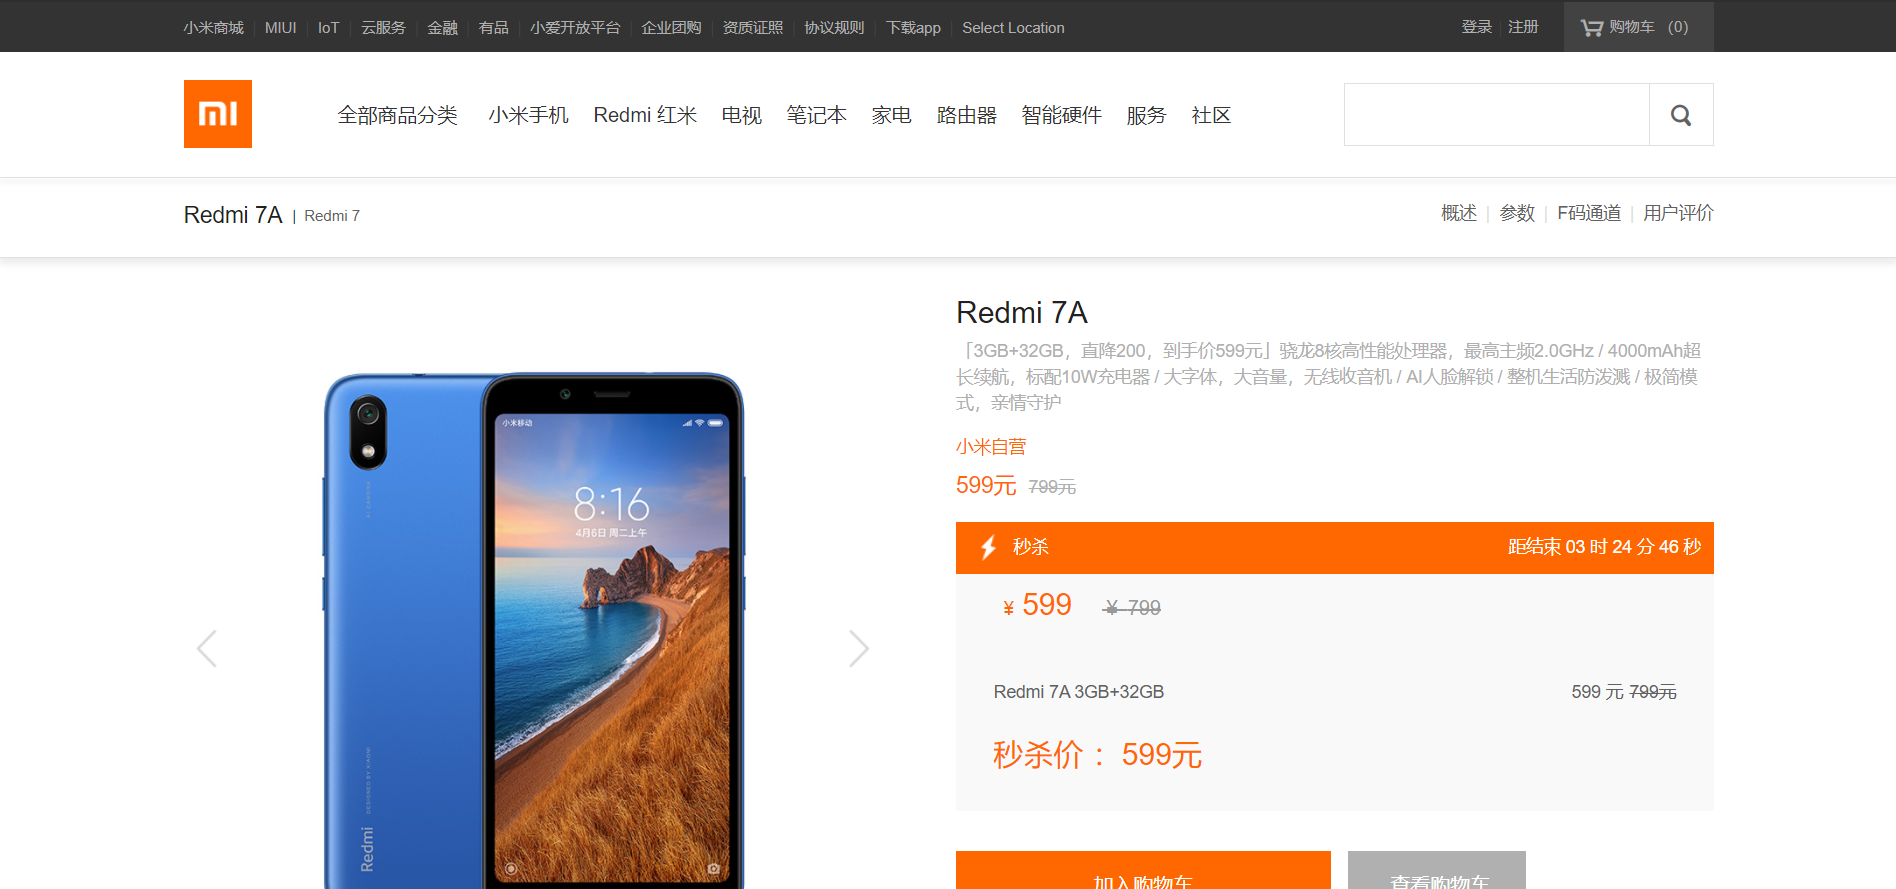 小米商城 MIUI IoT 云服务 金融 有品 小爱开放平台 企业团购 资质证照 协议规则 下载app Select Location 登录 注册 购物车 (0)
mi 全部商品分类 小米手机 Redmi 红米 电视 笔记本 家电 路由器 智能硬件 服务 社区
Redmi 7A | Redmi 7 概述 | 参数 | F码通道 | 用户评价
Redmi 7A
「3GB+32GB，直降200，到手价599元」骁龙8核高性能处理器，最高主频2.0GHz / 4000mAh超
长续航，标配10W充电器 / 大字体，大音量，无线收音机 / AI人脸解锁 / 整机生活防泼溅 / 极简模
式，亲情守护
小米自营
599元 799元
秒杀 距结束 03 时 24 分 46 秒
¥ 599 ¥ 799
Redmi 7A 3GB+32GB 599 元 799元
秒杀价 ： 599元
加入购物车 查看购物车
小米移动
8:16
4月6日 周二上午
AI CAMERA
DESIGNED BY XIAOMI
Redmi